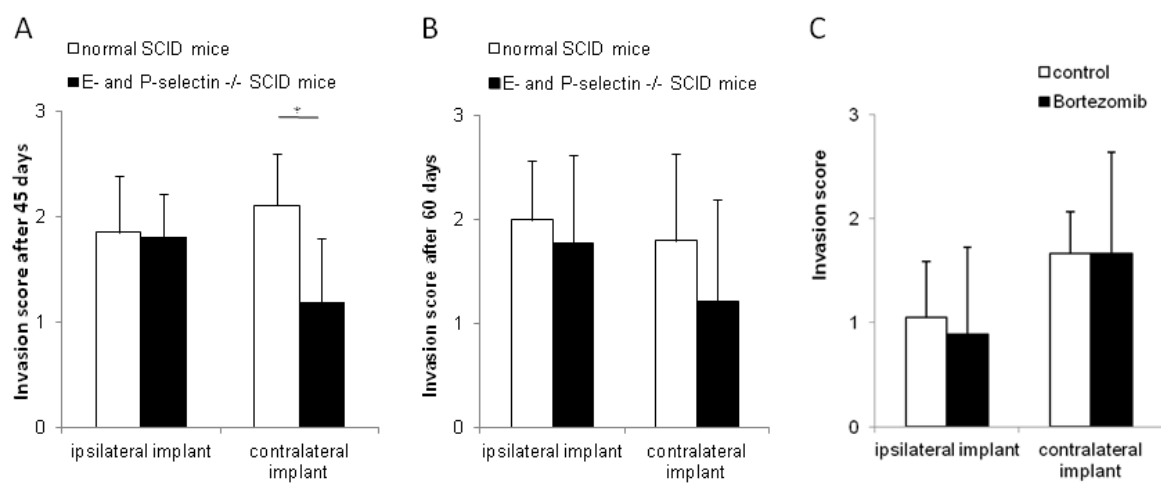 A
normal SCID mice
E- and P-selectin -/- SCID mice
Invasion score after 45 days
3
2
1
0
*
ipsilateral implant
contralateral
implant
B
normal SCID mice
E- and P-selectin -/- SCID mice
Invasion score after 60 days
3
2
1
0
ipsilateral implant
contralateral
implant
C
control
Bortezomib
Invasion score
3
2
1
0
ipsilateral implant
contralateral
implant